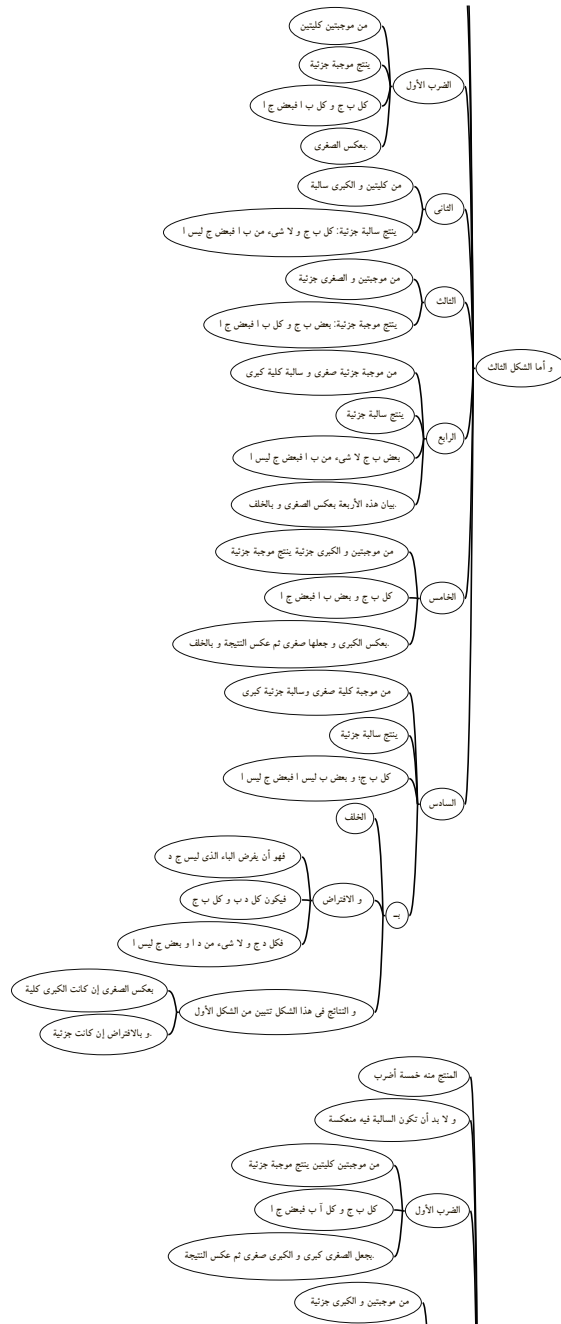 و أما الشكل الثالث
الضرب الأول
من موجبتين كليتين
ينتج موجبة جزئية
كل ب ج و كل ب ا فبعض ج ا
بعكس الصغرى.
الثانى
من كليتين و الكبرى سالبة
ينتج سالبة جزئية: كل ب ج و لا شىء من ب ا فبعض ج ليس ا
الثالث
من موجبتين و الصغرى جزئية
ينتج موجبة جزئية: بعض ب ج و كل ب ا فبعض ج ا
الرابع
من موجبة جزئية صغرى و سالبة كلية كبرى
ينتج سالبة جزئية
بعض ب ج لا شىء من ب ا فبعض ج ليس ا
بيان هذه الأربعة بعكس الصغرى و بالخلف.
الخامس
من موجبتين و الكبرى جزئية ينتج موجبة جزئية
كل ب ج و بعض ب ا فبعض ج ا
بعكس الكبرى و جعلها صغرى ثم عكس النتيجة و بالخلف.
السادس
من موجبة كلية صغرى وسالبة جزئية كبرى
ينتج سالبة جزئية
كل ب ج؛ و بعض ب ليس ا فبعض ج ليس ا
بـ
الخلف
و الافتراض
فهو أن يفرض الباء الذى ليس ج د
فيكون كل د ب و كل ب ج
فكل د ج و لا شىء من د ا و بعض ج ليس ا
و النتائج فى هذا الشكل تتبين من الشكل الأول
بعكس الصغرى إن كانت الكبرى كلية
و بالافتراض إن كانت جزئية.
المنتج منه خمسة أضرب
و لا بد أن تكون السالبة فيه منعكسة
الضرب الأول
من موجبتين كليتين ينتج موجبة جزئية
كل ب ج و كل آ ب فبعض ج ا
بجعل الصغرى كبرى و الكبرى صغرى ثم عكس النتيجة.
من موجبتين و الكبرى جزئية